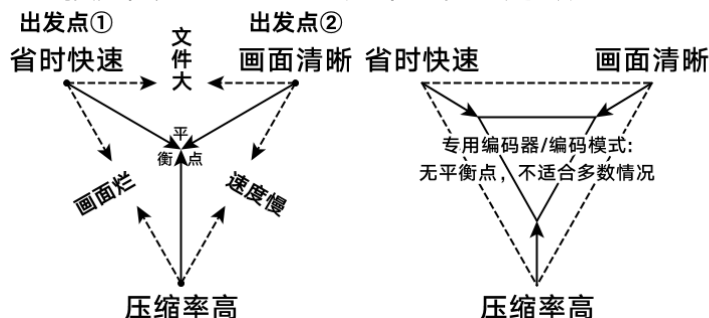 出发点①
出发点②
省时快速
文件大
画面清晰
平
衡 点
画面烂
速度慢
压缩率高
省时快速
画面清晰
专用编码器/编码模式:
无平衡点，不适合多数情况
压缩率高